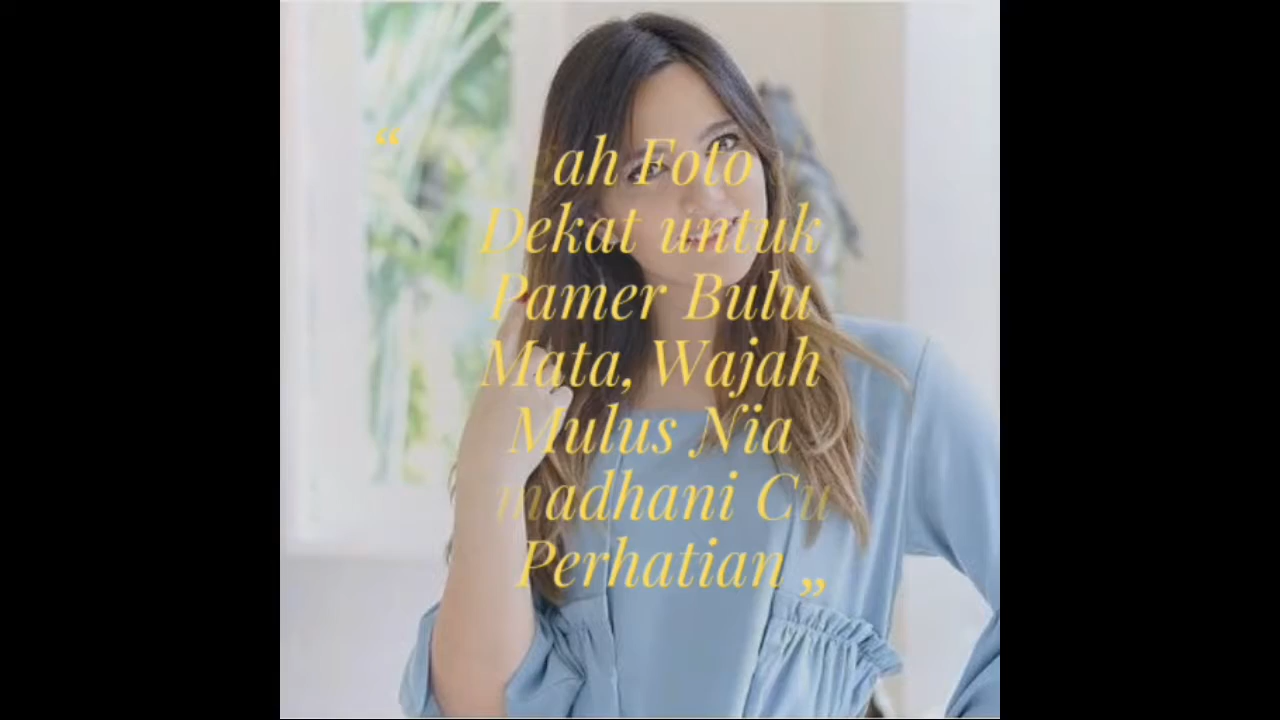 “ ah Foto
Dekat untuk
Pamer Bulu
Mata, Wajah
Mulus Nia
madhani Cu
Perhatian „